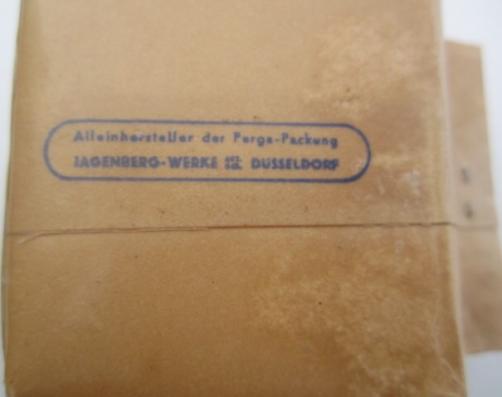 Alleinhersteller der Perga-Packung
JAGENBERG-WERKE DÜSSELDORF